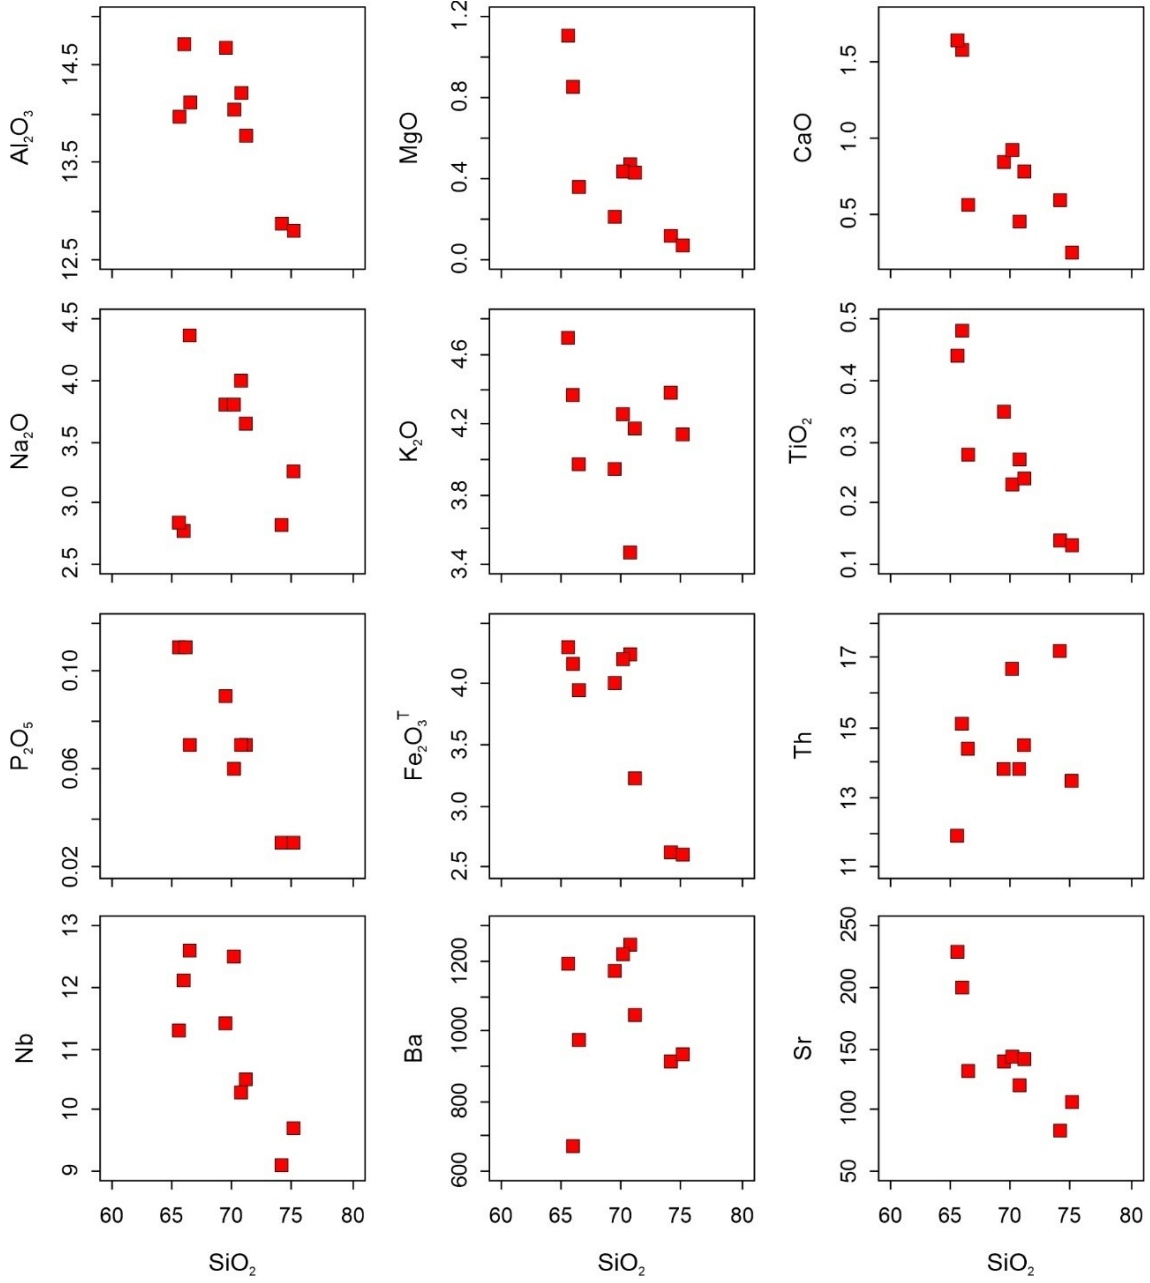 Al₂O₃
12.5 13.5 14.5
MgO
0.0 0.4 0.8 1.2
CaO
0.5 1.0 1.5
Na₂O
2.5 3.0 3.5 4.0 4.5
K₂O
3.4 3.8 4.2 4.6
TiO₂
0.1 0.2 0.3 0.4 0.5
P₂O₅
0.02 0.06 0.10
Fe₂O₃ᵀ
2.5 3.0 3.5 4.0
Th
11 13 15 17
Nb
9 10 11 12 13
Ba
600 800 1000 1200
Sr
50 100 150 200 250
60 65 70 75 80
60 65 70 75 80
60 65 70 75 80
SiO₂
SiO₂
SiO₂